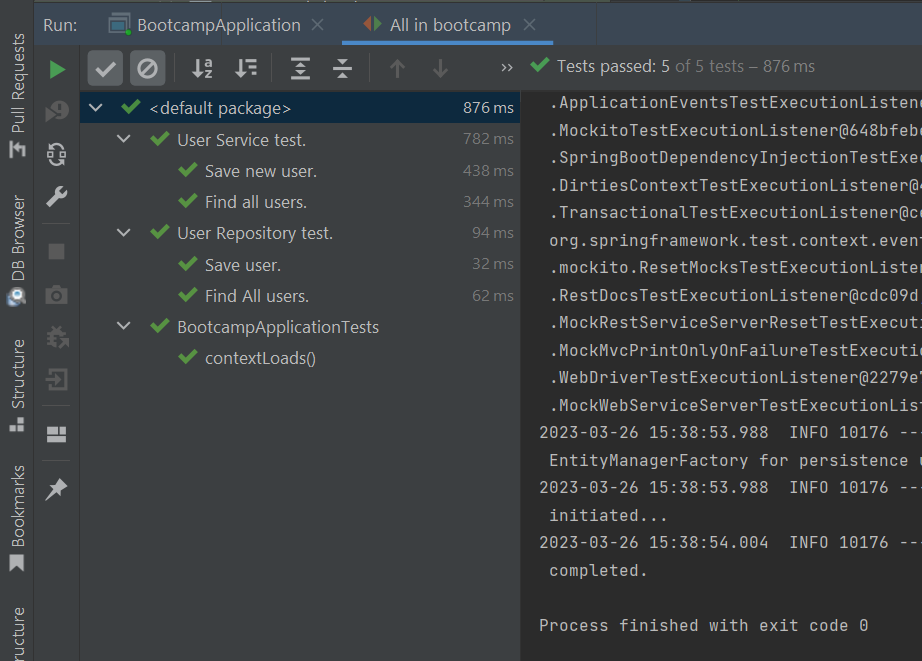 Run:
BootcampApplication
All in bootcamp
Pull Requests
DB Browser
Structure
Bookmarks
Tests passed: 5 of 5 tests – 876 ms
<default package> 876 ms
User Service test. 782 ms
Save new user. 438 ms
Find all users. 344 ms
User Repository test. 94 ms
Save user. 32 ms
Find All users. 62 ms
BootcampApplicationTests
contextLoads()
.ApplicationEventsTestExecutionListene
.MockitoTestExecutionListener@648bfebe
.SpringBootDependencyInjectionTestExec
.DirtiesContextTestExecutionListener@4
.TransactionalTestExecutionListener@cc
org.springframework.test.context.event
.mockito.ResetMocksTestExecutionListen
.RestDocsTestExecutionListener@cdc09d
.MockRestServiceServerResetTestExecuti
.MockMvcPrintOnlyOnFailureTestExecutio
.WebDriverTestExecutionListener@2279e7
.MockWebServiceServerTestExecutionList
2023-03-26 15:38:53.988  INFO 10176 ---
EntityManagerFactory for persistence u
2023-03-26 15:38:53.988  INFO 10176 ---
initiated...
2023-03-26 15:38:54.004  INFO 10176 ---
completed.
Process finished with exit code 0